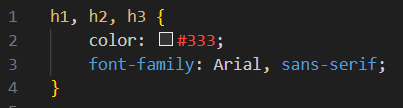 1 h1, h2, h3 {
2     color: #333;
3     font-family: Arial, sans-serif;
4 }